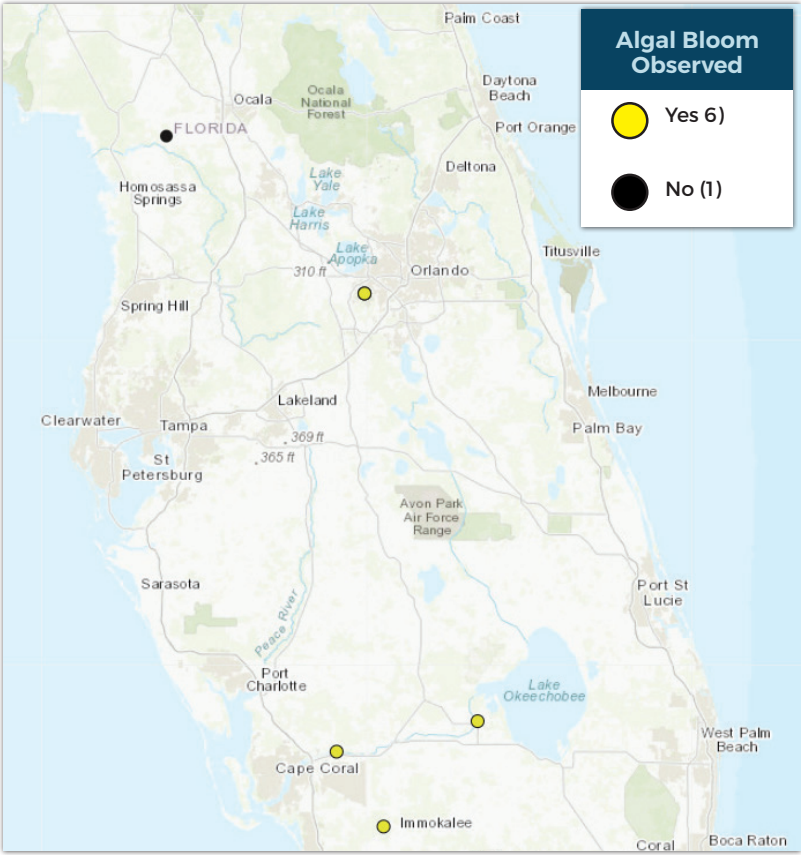 Palm Coast
Algal Bloom
Observed
Yes 6)
No (1)
Daytona
Beach
Port Orange
Ocala
Ocala
National
Forest
FLORIDA
Deltona
Lake
Yale
Homosassa
Springs
Lake
Harris
Lake
Apopka
310 ft
Orlando
Titusville
Spring Hill
Melbourne
Lakeland
Clearwater
Tampa
Palm Bay
369 ft
365 ft
St
Petersburg
Avon Park
Air Force
Range
Sarasota
Port St
Lucie
Peace River
Port
Charlotte
Lake
Okeechobee
West Palm
Beach
Cape Coral
Immokalee
Coral
Boca Raton